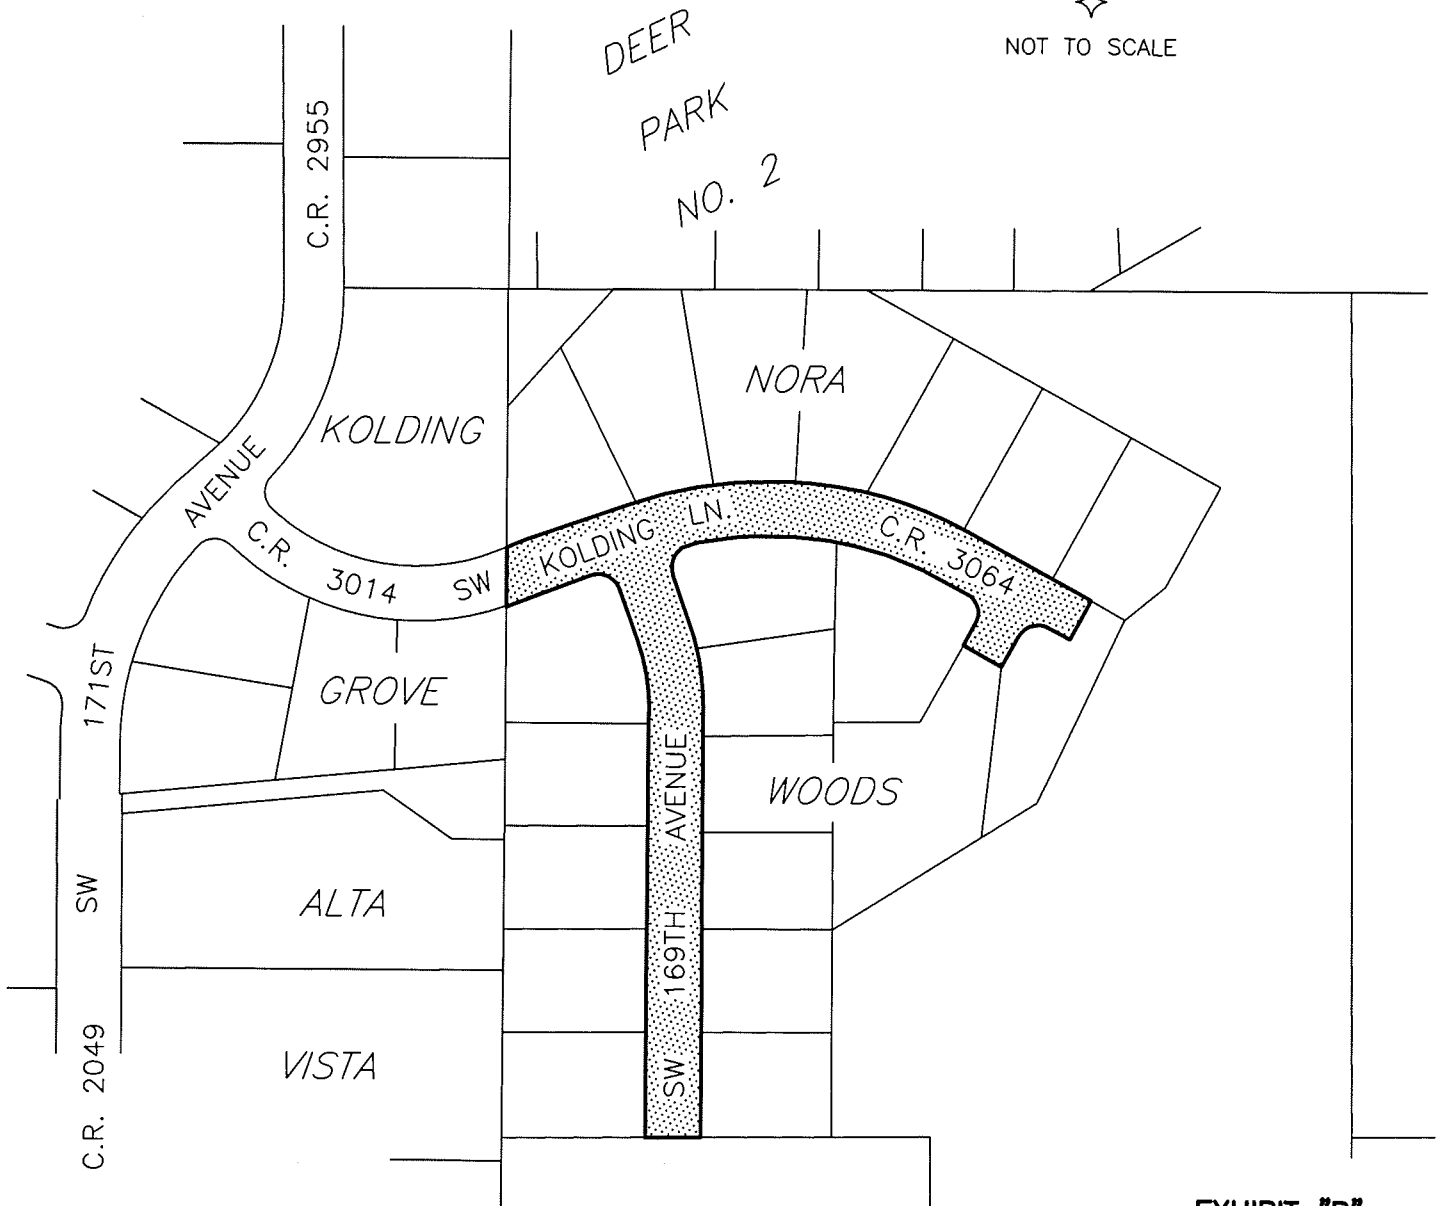 NOT TO SCALE
DEER
PARK
NO. 2
C.R. 2955
NORA
KOLDING
AVENUE
C.R. 3014 SW KOLDING LN. C.R. 3064
171ST
GROVE
SW 169TH AVENUE
WOODS
ALTA
SW
VISTA
C.R. 2049
EXHIBIT "B"